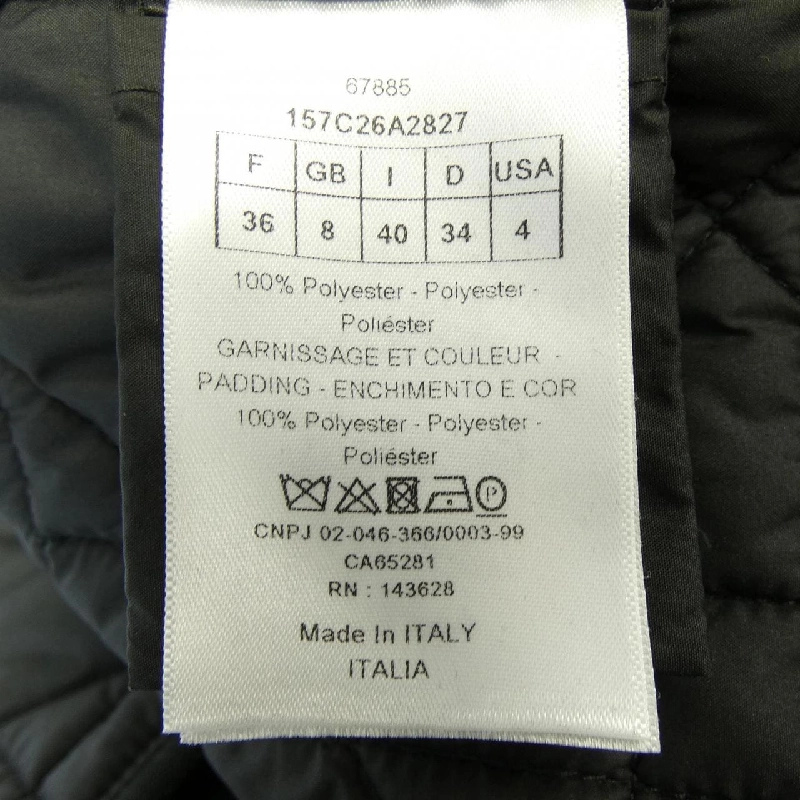 67885
157C26A2827
F GB I D USA
36 8 40 34 4
100% Polyester - Polyester -
Poliéster
GARNISSAGE ET COULEUR -
PADDING - ENCHIMENTO E COR
100% Polyester - Polyester -
Poliéster
P
CNPJ 02-046-366/0003-99
CA65281
RN : 143628
Made In ITALY
ITALIA